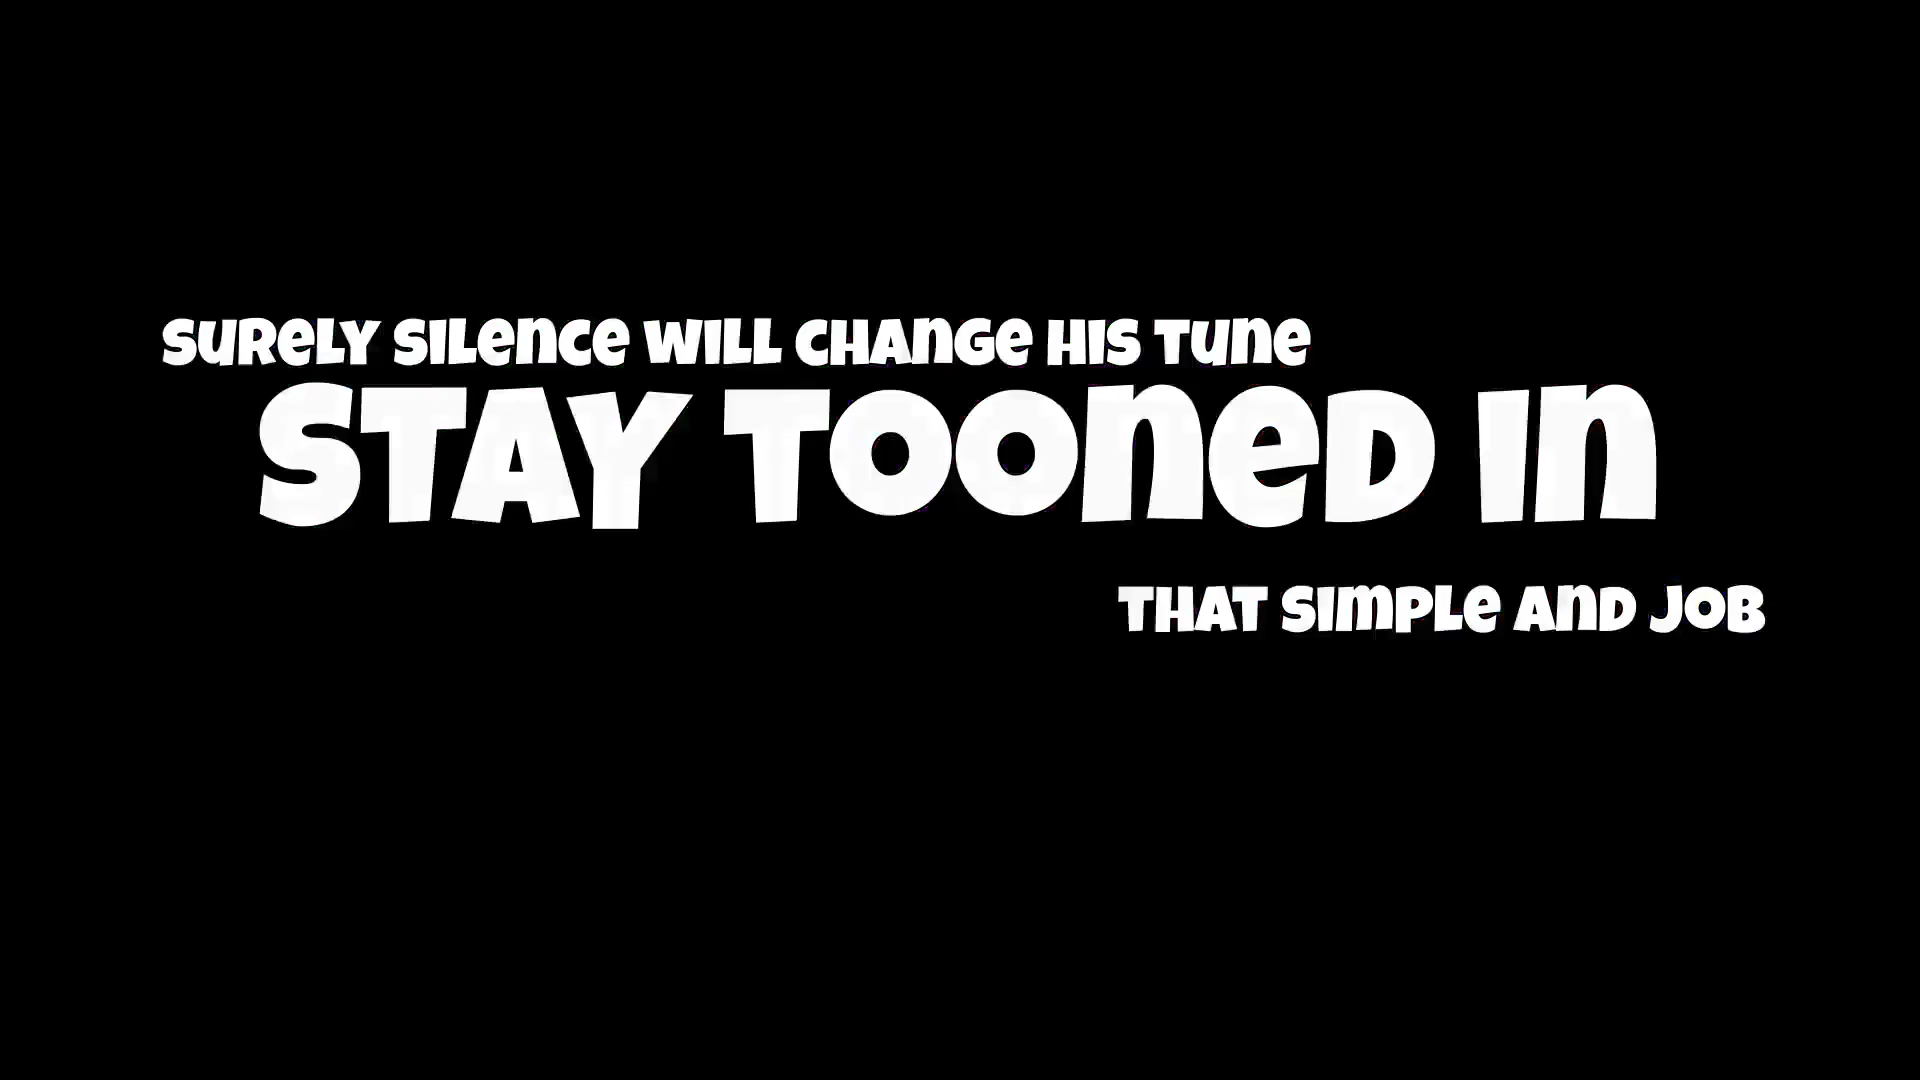 SURELY SILENCE WILL CHANGE HIS TUNE
STAY TOONED IN
THAT SIMPLE AND JOB